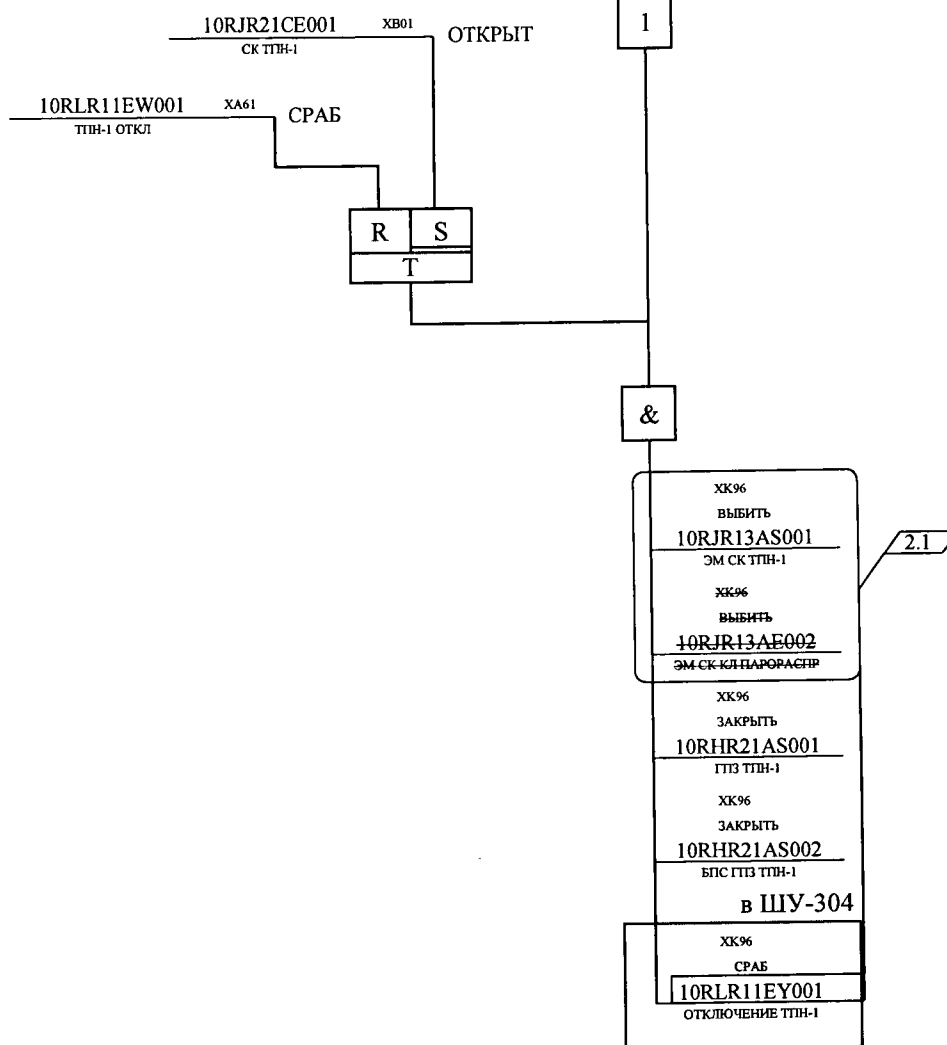 10RJR21CE001 XB01 ОТКРЫТ
СК ТПН-1
1
10RLR11EW001 XA61 СРАБ
ТПН-1 ОТКЛ
R S
T
&
XK96
ВЫБИТЬ
10RJR13AS001
ЭМ СК ТПН-1
2.1
XK96
ВЫБИТЬ
10RJR13AE002
ЭМ СК КЛ ПАРОРАСПР
XK96
ЗАКРЫТЬ
10RHR21AS001
ГПЗ ТПН-1
XK96
ЗАКРЫТЬ
10RHR21AS002
БПС ГПЗ ТПН-1
в ШУ-304
XK96
СРАБ
10RLR11EY001
ОТКЛЮЧЕНИЕ ТПН-1